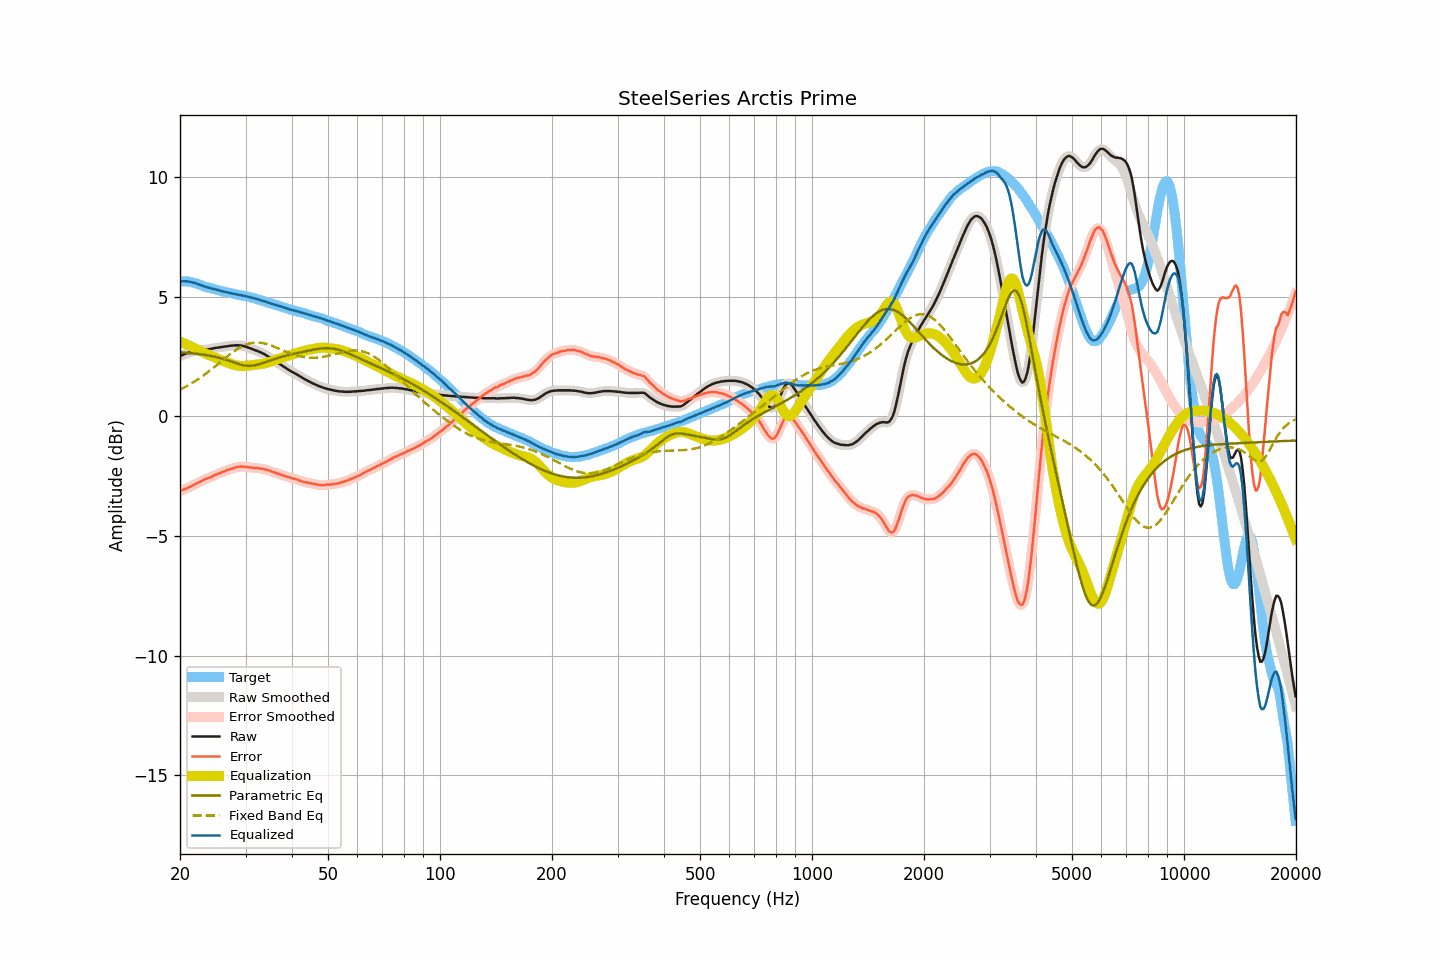 SteelSeries Arctis Prime
Amplitude (dBr)
10
5
0
−5
−10
−15
Target
Raw Smoothed
Error Smoothed
Raw
Error
Equalization
Parametric Eq
Fixed Band Eq
Equalized
20 50 100 200 500 1000 2000 5000 10000 20000
Frequency (Hz)